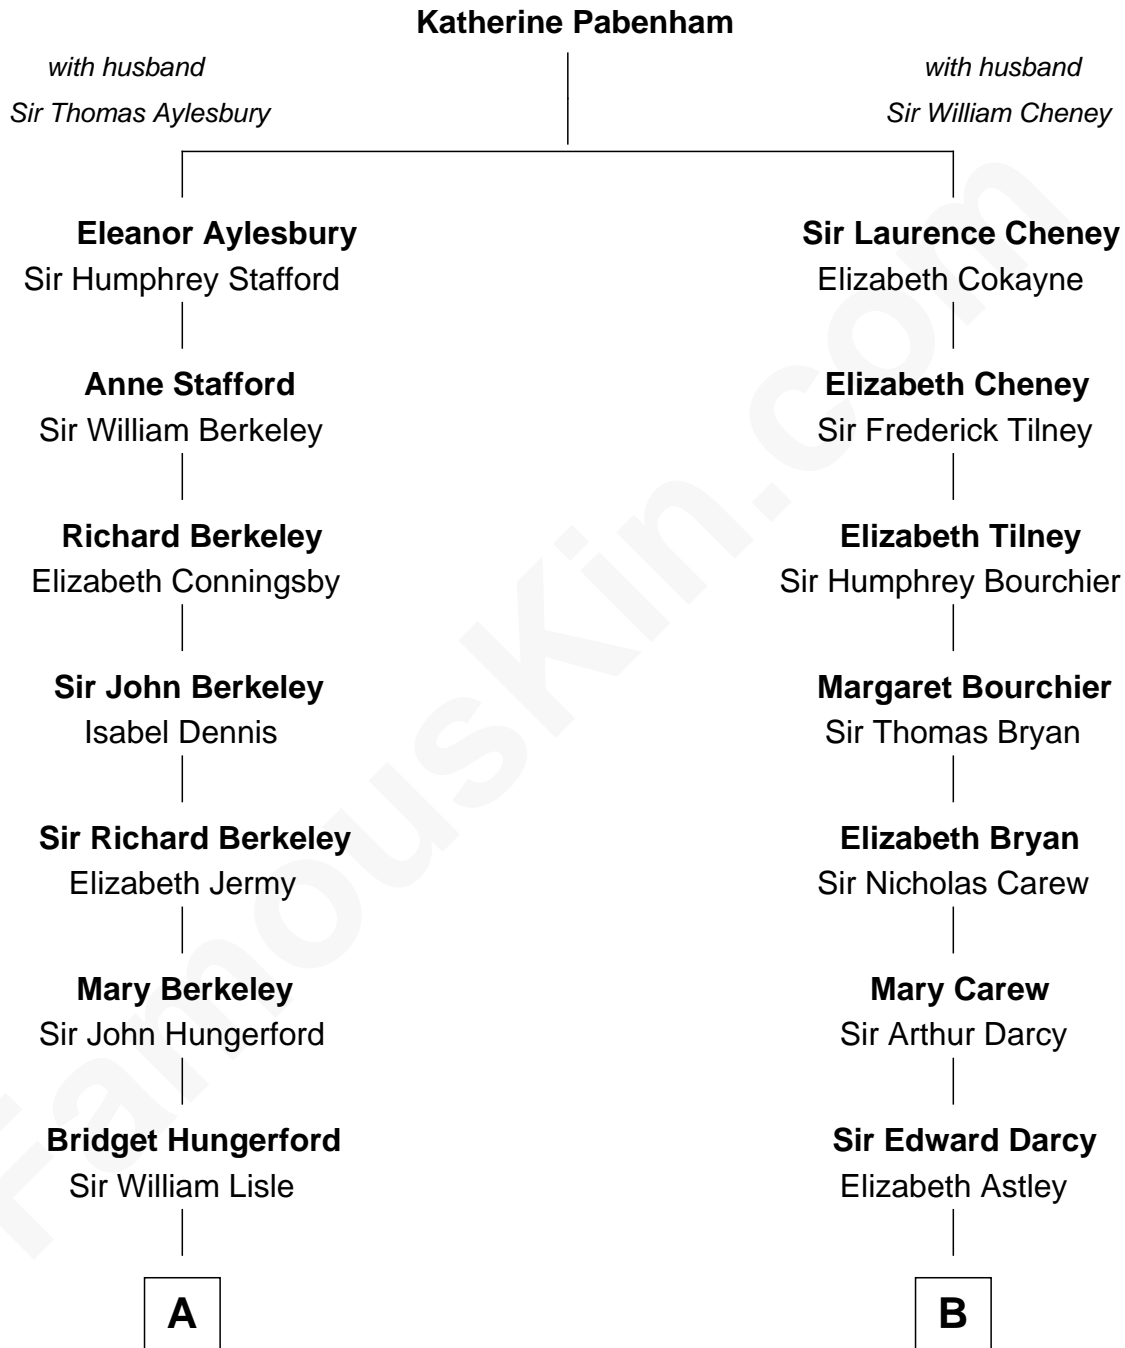 Katherine Pabenham
with husband
Sir Thomas Aylesbury
with husband
Sir William Cheney
Eleanor Aylesbury
Sir Humphrey Stafford
Sir Laurence Cheney
Elizabeth Cokayne
Anne Stafford
Sir William Berkeley
Elizabeth Cheney
Sir Frederick Tilney
Richard Berkeley
Elizabeth Conningsby
Elizabeth Tilney
Sir Humphrey Bourchier
Sir John Berkeley
Isabel Dennis
Margaret Bourchier
Sir Thomas Bryan
Sir Richard Berkeley
Elizabeth Jermy
Elizabeth Bryan
Sir Nicholas Carew
Mary Berkeley
Sir John Hungerford
Mary Carew
Sir Arthur Darcy
Bridget Hungerford
Sir William Lisle
Sir Edward Darcy
Elizabeth Astley
A
B
FamousKin.com